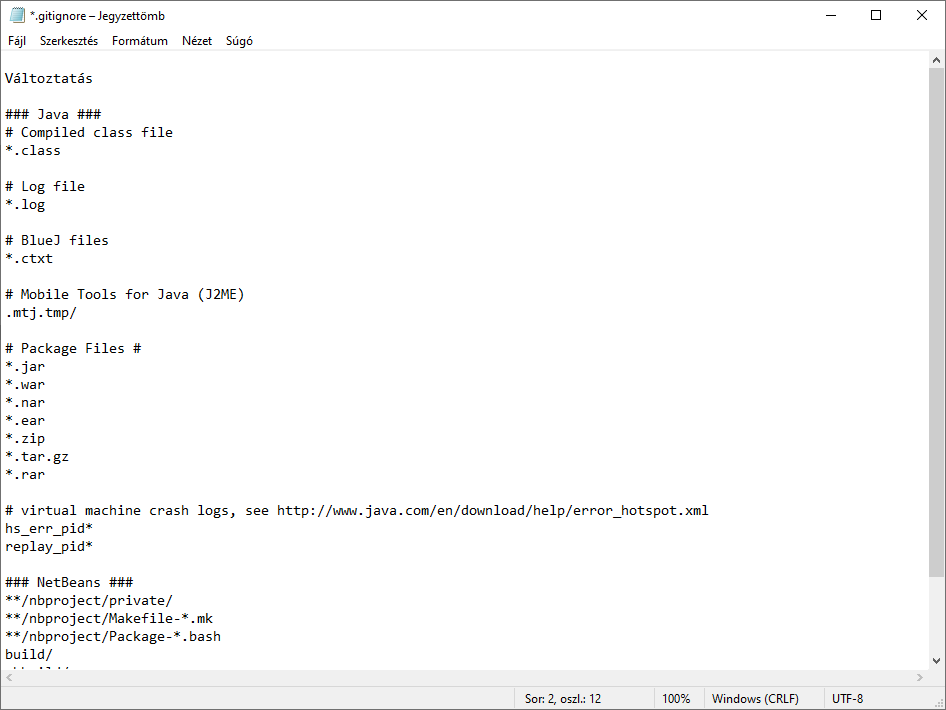 *.gitignore – Jegyzettömb
Fájl Szerkesztés Formátum Nézet Súgó
Változtatás
### Java ###
# Compiled class file
*.class
# Log file
*.log
# BlueJ files
*.ctxt
# Mobile Tools for Java (J2ME)
.mtj.tmp/
# Package Files #
*.jar
*.war
*.nar
*.ear
*.zip
*.tar.gz
*.rar
# virtual machine crash logs, see http://www.java.com/en/download/help/error_hotspot.xml
hs_err_pid*
replay_pid*
### NetBeans ###
**/nbproject/private/
**/nbproject/Makefile-*.mk
**/nbproject/Package-*.bash
build/
Sor: 2, oszl.: 12 100% Windows (CRLF) UTF-8